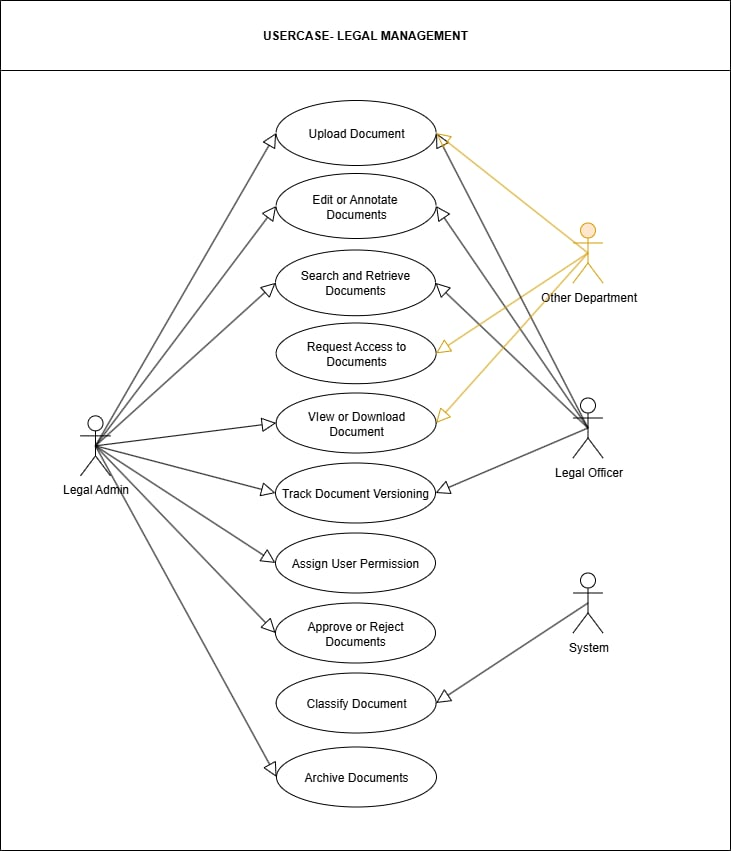 USERCASE- LEGAL MANAGEMENT
Upload Document
Edit or Annotate
Documents
Search and Retrieve
Documents
Other Department
Request Access to
Documents
VIew or Download
Document
Legal Officer
Legal Admin
Track Document Versioning
Assign User Permission
Approve or Reject
Documents
System
Classify Document
Archive Documents